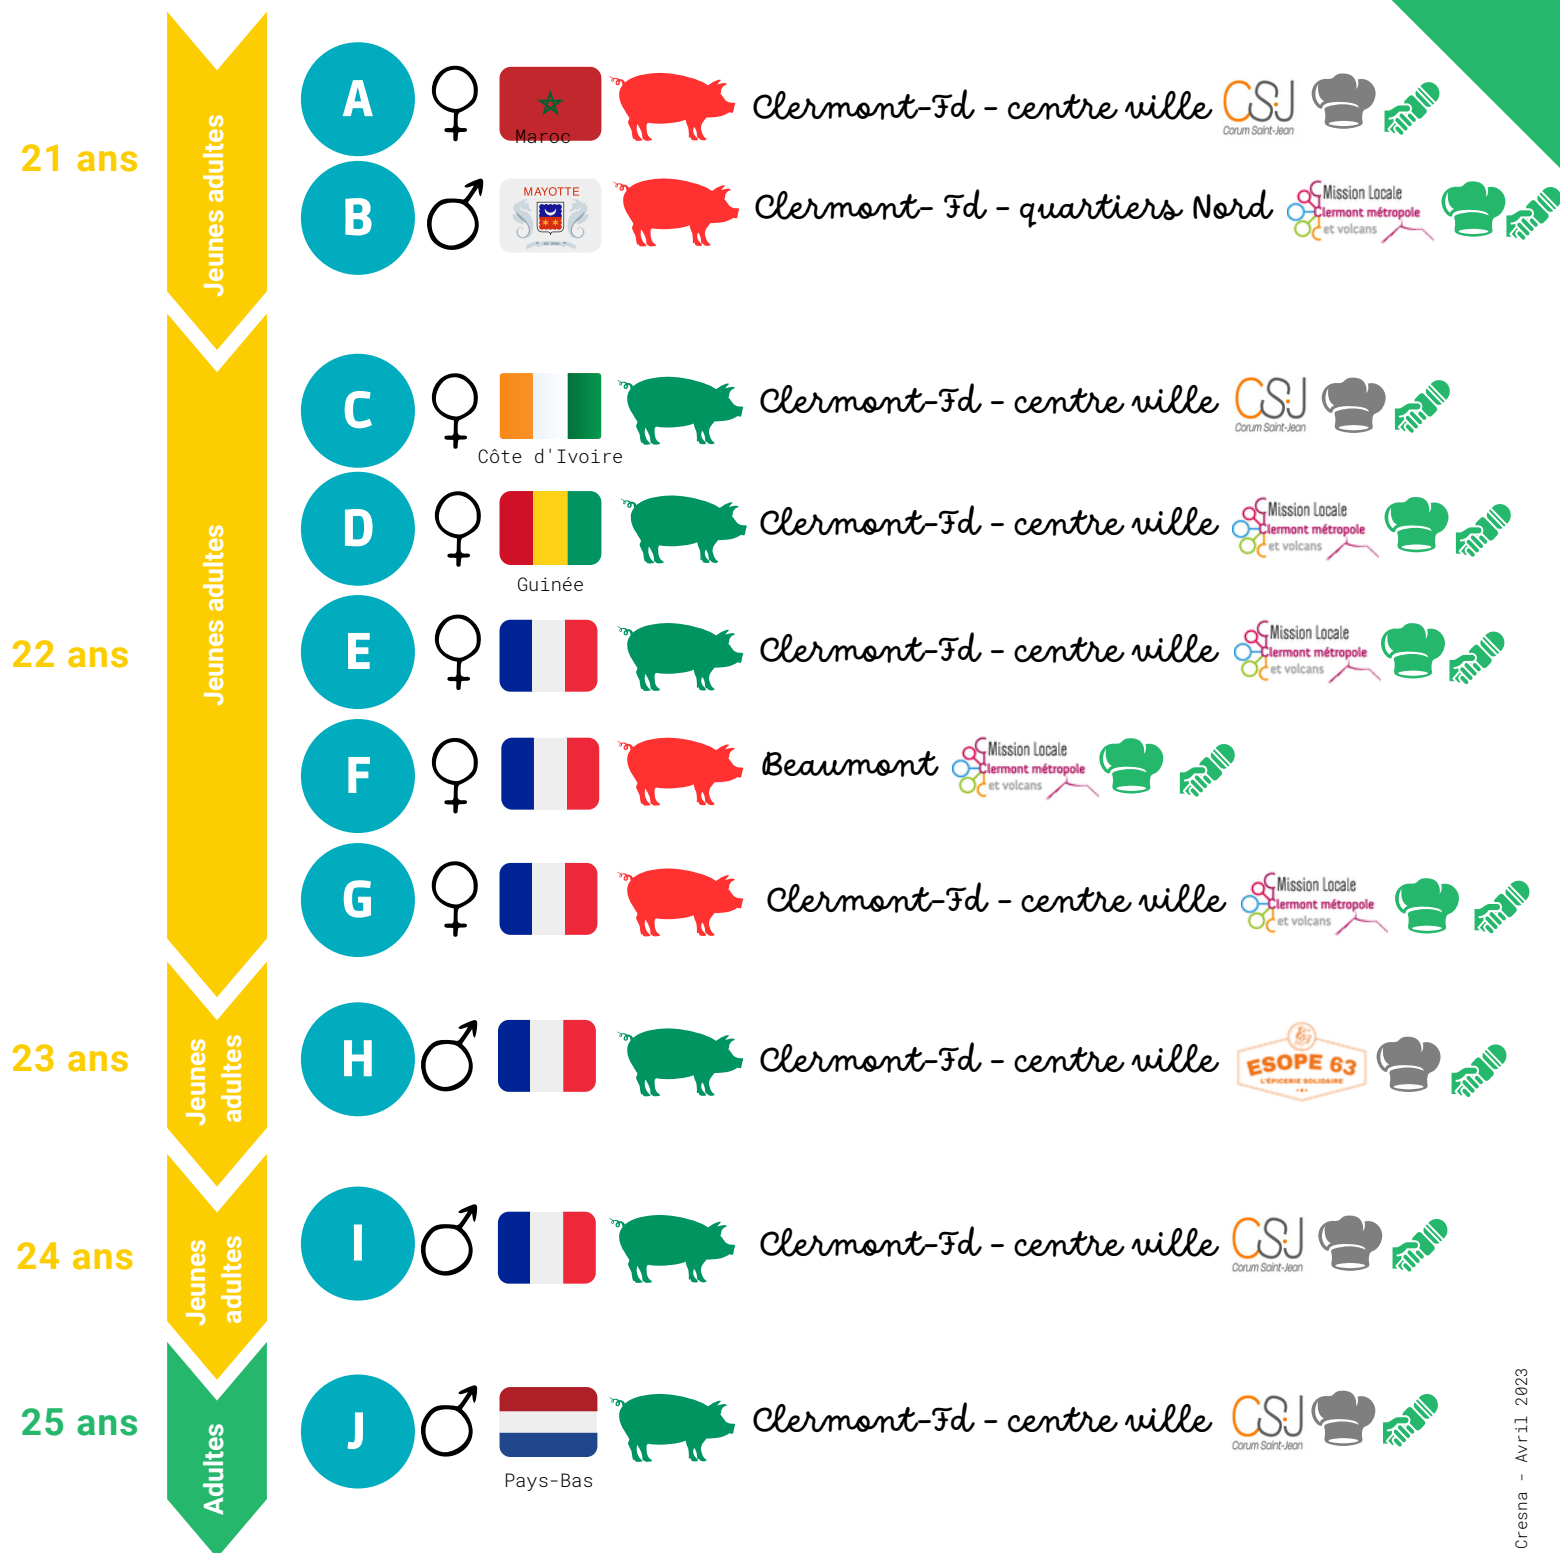 21 ans
Jeunes adultes
A
Maroc
Clermont-Fd - centre ville
CSJ
Corum Saint-Jean
B
MAYOTTE
Clermont- Fd - quartiers Nord
Mission Locale
Clermont métropole
et volcans
22 ans
Jeunes adultes
C
Côte d'Ivoire
Clermont-Fd - centre ville
CSJ
Corum Saint-Jean
D
Guinée
Clermont-Fd - centre ville
Mission Locale
Clermont métropole
et volcans
E
Clermont-Fd - centre ville
Mission Locale
Clermont métropole
et volcans
F
Beaumont
Mission Locale
Clermont métropole
et volcans
G
Clermont-Fd - centre ville
Mission Locale
Clermont métropole
et volcans
23 ans
Jeunes
adultes
H
Clermont-Fd - centre ville
ESOPE 63
L'ÉPICERIE SOLIDAIRE
24 ans
Jeunes
adultes
I
Clermont-Fd - centre ville
CSJ
Corum Saint-Jean
25 ans
Adultes
J
Pays-Bas
Clermont-Fd - centre ville
CSJ
Corum Saint-Jean
Cresna - Avril 2023